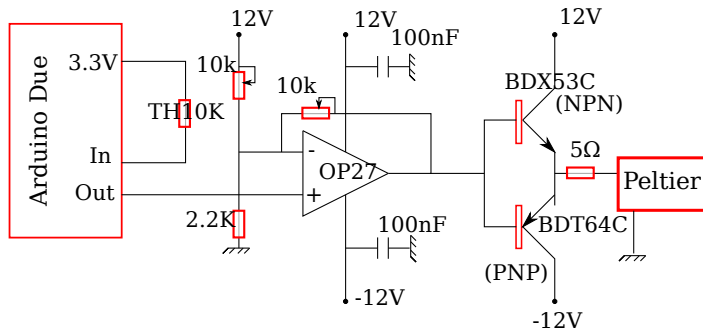 12V
12V
12V
100nF
3.3V
10k
10k
BDX53C
(NPN)
TH10K
Arduino Due
-
OP27
5Ω
In
Peltier
Out
+
2.2K
100nF
BDT64C
(PNP)
-12V
-12V